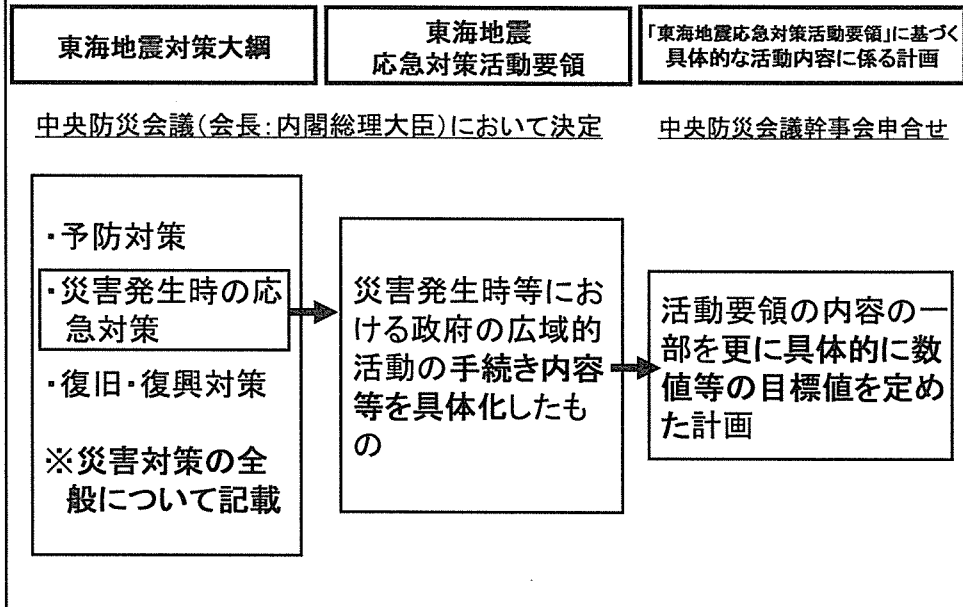 東海地震対策大綱
東海地震
応急対策活動要領
「東海地震応急対策活動要領」に基づく
具体的な活動内容に係る計画
中央防災会議(会長:内閣総理大臣)において決定
中央防災会議幹事会申合せ
・予防対策
・災害発生時の応
急対策
・復旧・復興対策
※災害対策の全
般について記載
災害発生時等にお
ける政府の広域的
活動の手続き内容
等を具体化したも
の
活動要領の内容の一
部を更に具体的に数
値等の目標値を定め
た計画